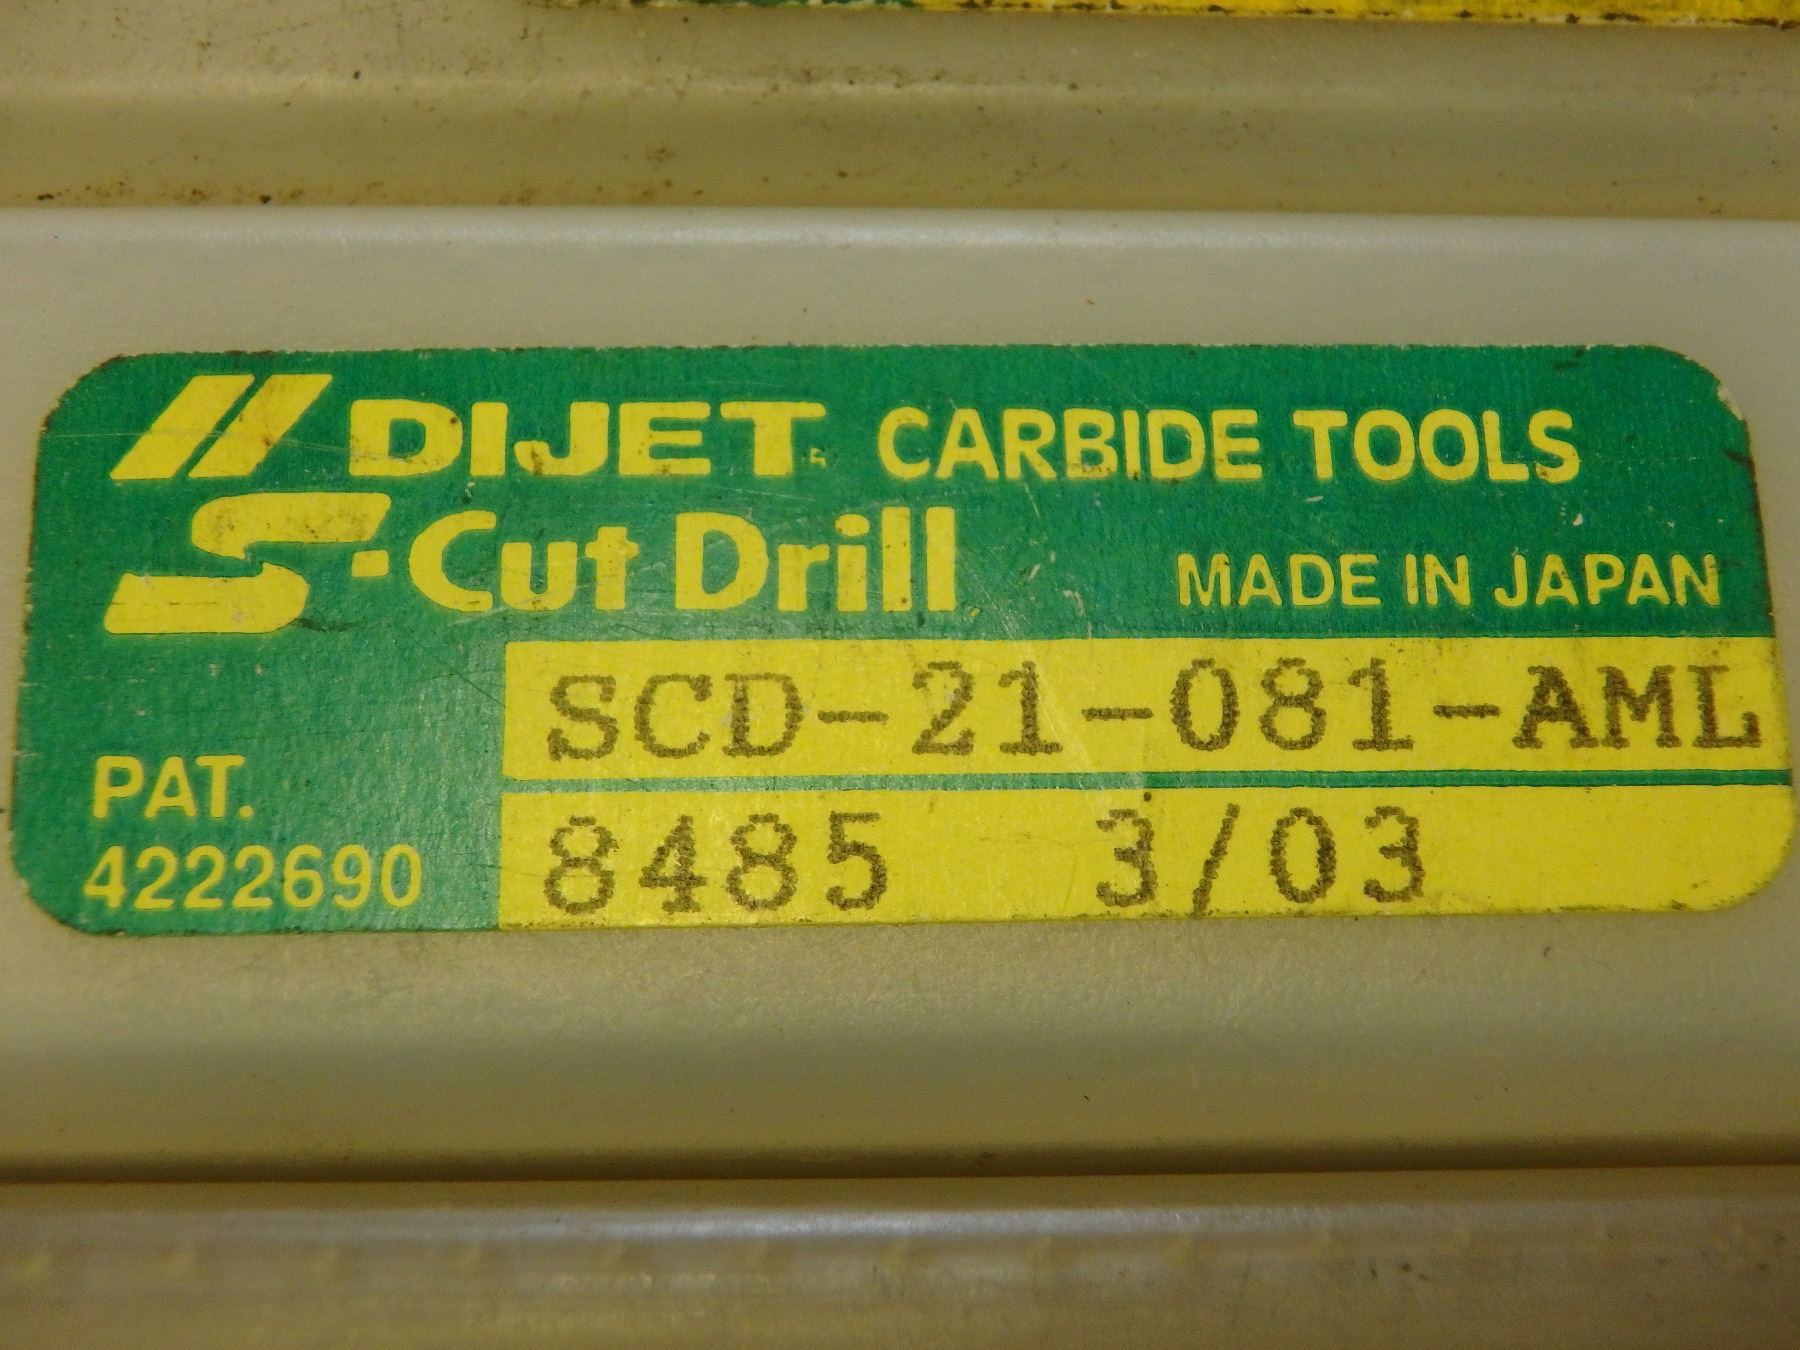 DIJET CARBIDE TOOLS
S-Cut Drill
MADE IN JAPAN
SCD-21-081-AML
PAT.
4222690
8485 3/03